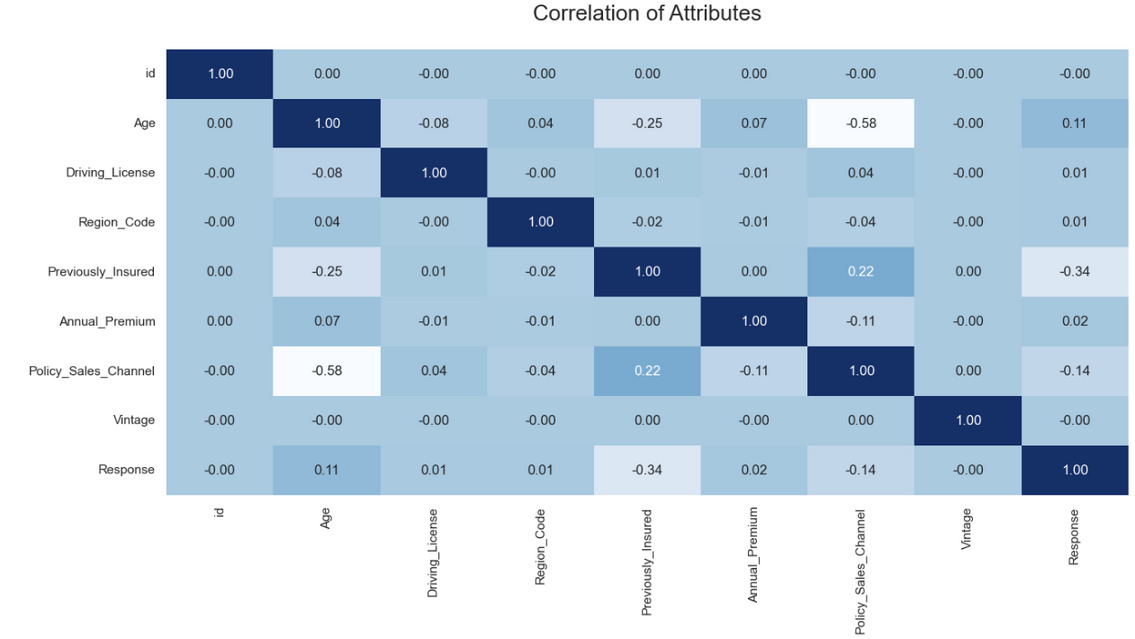 Correlation of Attributes
id 1.00 0.00 -0.00 -0.00 0.00 0.00 -0.00 -0.00 -0.00
Age 0.00 1.00 -0.08 0.04 -0.25 0.07 -0.58 -0.00 0.11
Driving_License -0.00 -0.08 1.00 -0.00 0.01 -0.01 0.04 -0.00 0.01
Region_Code -0.00 0.04 -0.00 1.00 -0.02 -0.01 -0.04 -0.00 0.01
Previously_Insured 0.00 -0.25 0.01 -0.02 1.00 0.00 0.22 0.00 -0.34
Annual_Premium 0.00 0.07 -0.01 -0.01 0.00 1.00 -0.11 -0.00 0.02
Policy_Sales_Channel -0.00 -0.58 0.04 -0.04 0.22 -0.11 1.00 0.00 -0.14
Vintage -0.00 -0.00 -0.00 -0.00 0.00 -0.00 0.00 1.00 -0.00
Response -0.00 0.11 0.01 0.01 -0.34 0.02 -0.14 -0.00 1.00
id Age Driving_License Region_Code Previously_Insured Annual_Premium Policy_Sales_Channel Vintage Response